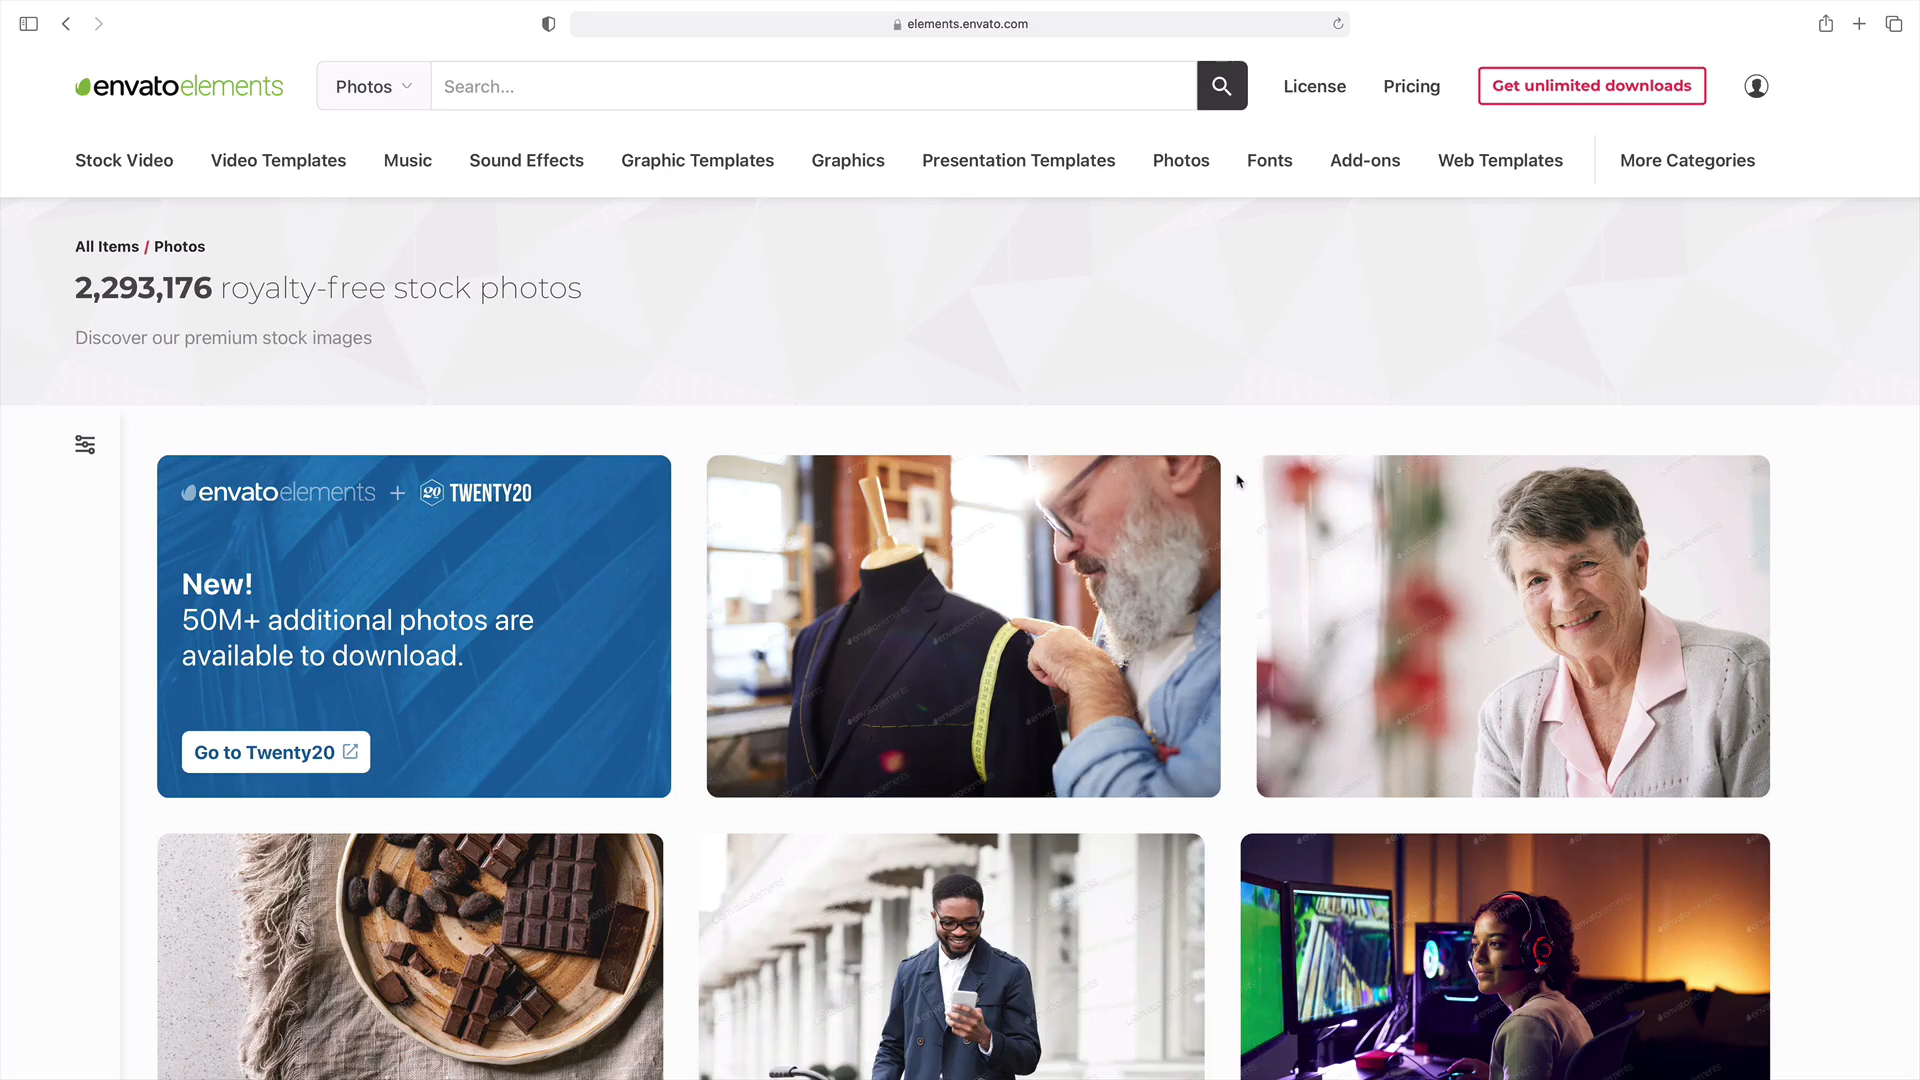 elements.envato.com
envatoelements
Photos
Search...
License
Pricing
Get unlimited downloads
Stock Video
Video Templates
Music
Sound Effects
Graphic Templates
Graphics
Presentation Templates
Photos
Fonts
Add-ons
Web Templates
More Categories
All Items / Photos
2,293,176 royalty-free stock photos
Discover our premium stock images
envatoelements + 20 TWENTY20
New!
50M+ additional photos are
available to download.
Go to Twenty20